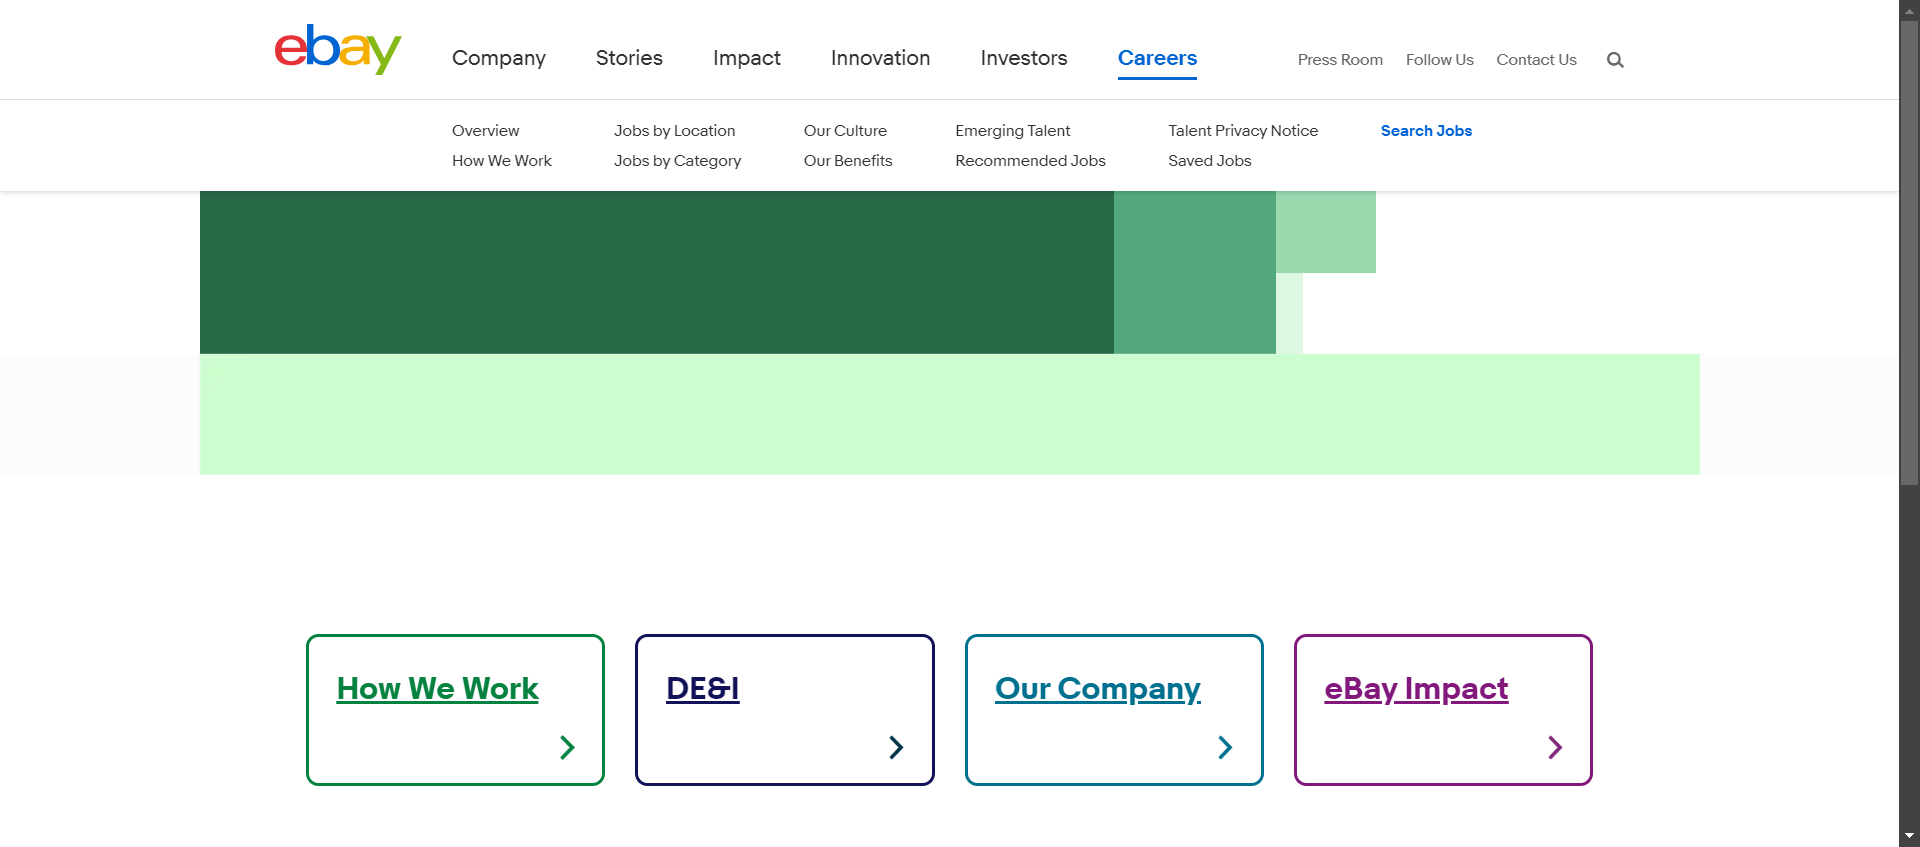 ebay
Company Stories Impact Innovation Investors Careers Press Room Follow Us Contact Us
Overview Jobs by Location Our Culture Emerging Talent Talent Privacy Notice Search Jobs
How We Work Jobs by Category Our Benefits Recommended Jobs Saved Jobs
How We Work DE&I Our Company eBay Impact